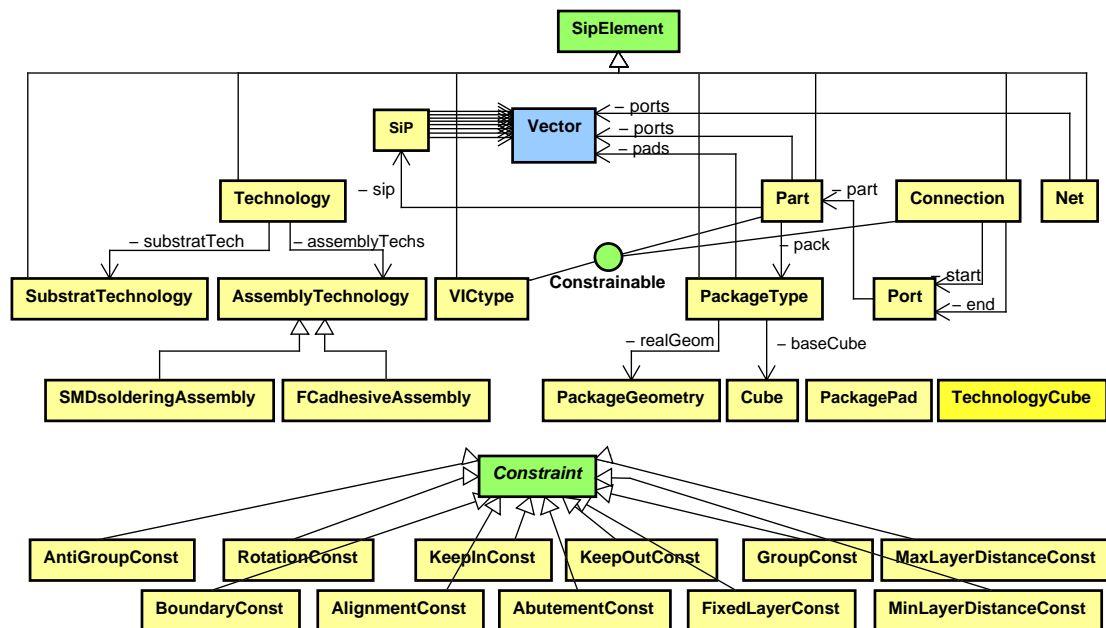 SipElement
– ports
SiP
Vector
– ports
– pads
– sip
Technology
Part
– part
Connection
Net
– substratTech
– assemblyTechs
– pack
Constrainable
– start
SubstratTechnology
AssemblyTechnology
VICtype
PackageType
Port
– end
– realGeom
– baseCube
SMDsolderingAssembly
FCadhesiveAssembly
PackageGeometry
Cube
PackagePad
TechnologyCube
Constraint
AntiGroupConst
RotationConst
KeepInConst
KeepOutConst
GroupConst
MaxLayerDistanceConst
BoundaryConst
AlignmentConst
AbutementConst
FixedLayerConst
MinLayerDistanceConst